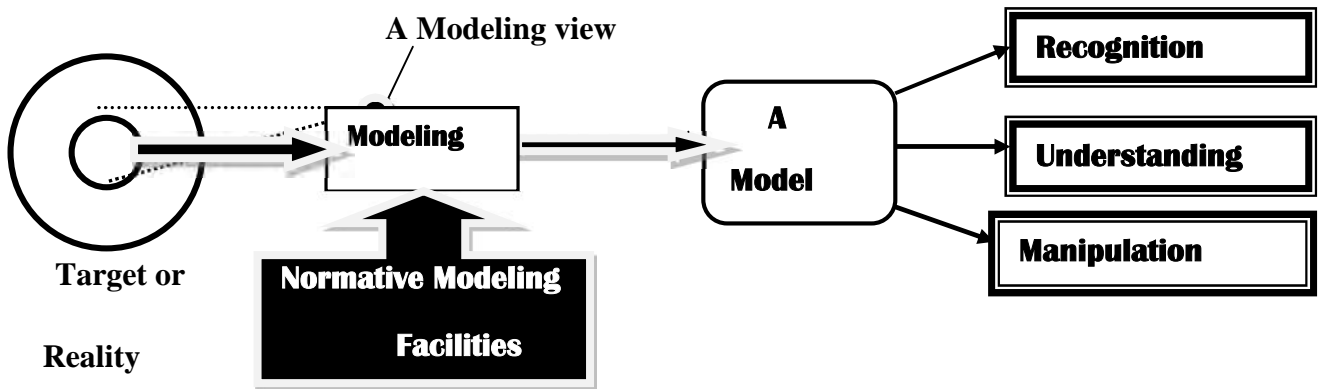 A Modeling view
Target or
Reality
Modeling
Normative Modeling
Facilities
A
Model
Recognition
Understanding
Manipulation